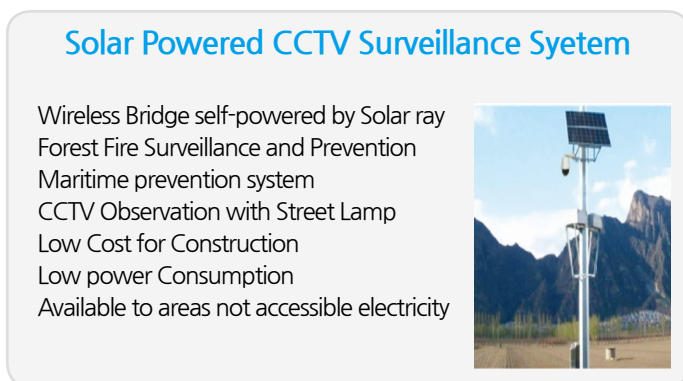 Solar Powered CCTV Surveillance Syetem
Wireless Bridge self-powered by Solar ray
Forest Fire Surveillance and Prevention
Maritime prevention system
CCTV Observation with Street Lamp
Low Cost for Construction
Low power Consumption
Available to areas not accessible electricity